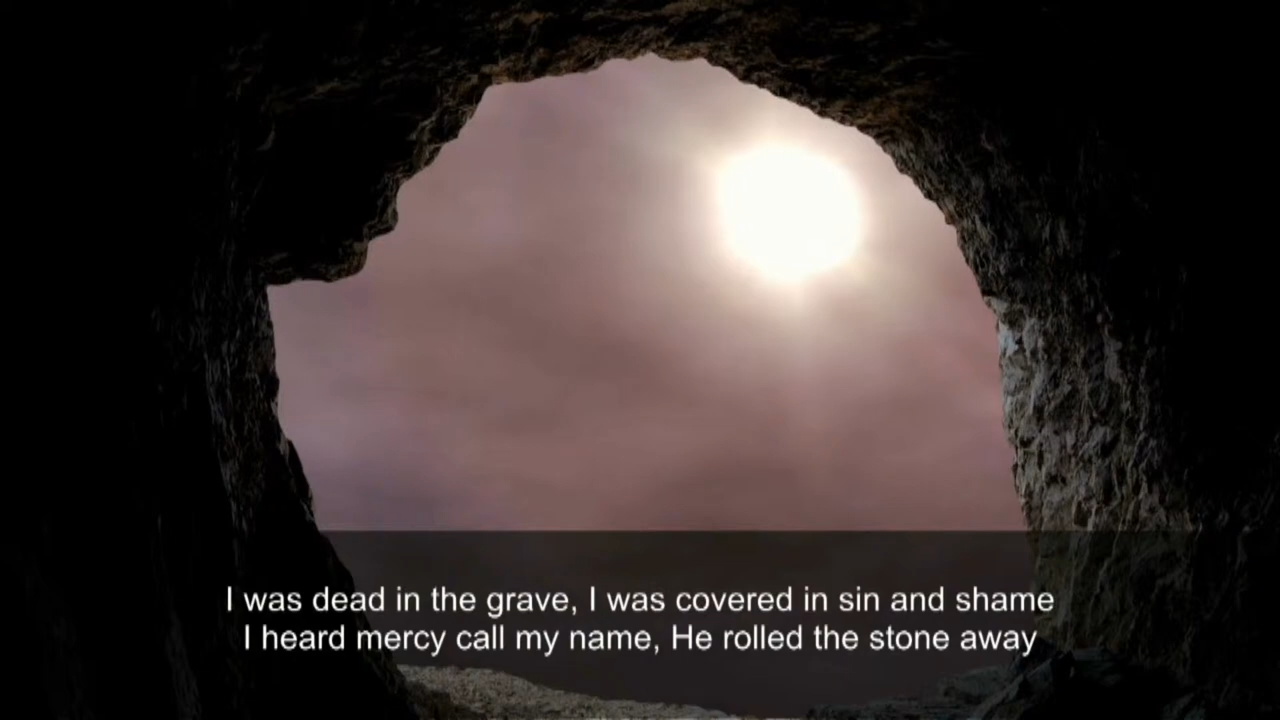 I was dead in the grave, I was covered in sin and shame
I heard mercy call my name, He rolled the stone away